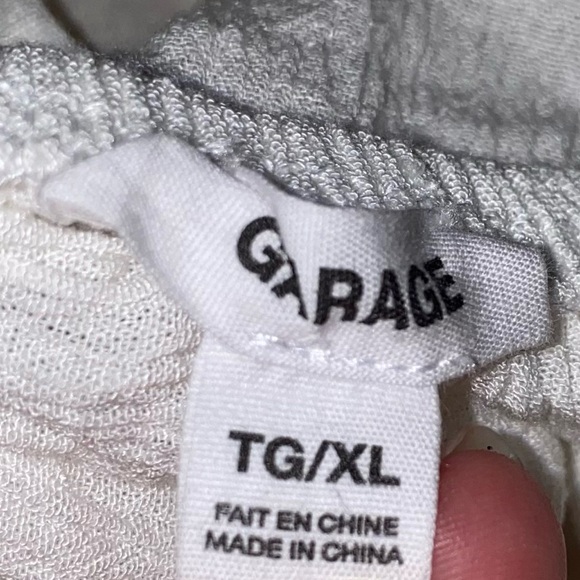 GARAGE
TG/XL
FAIT EN CHINE
MADE IN CHINA